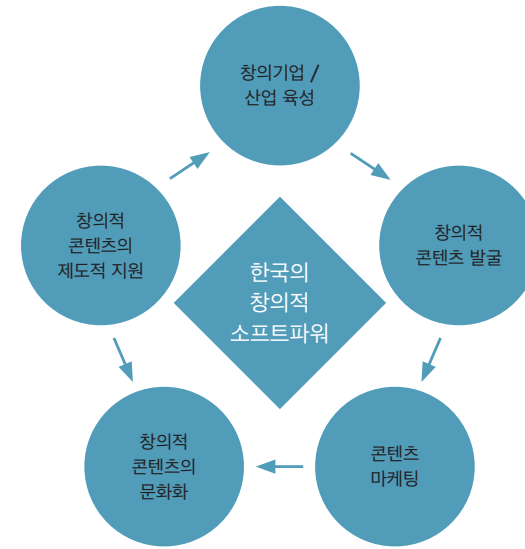 창의기업 /
산업 육성
창의적
콘텐츠의
제도적 지원
창의적
콘텐츠 발굴
한국의
창의적
소프트파워
창의적
콘텐츠의
문화화
콘텐츠
마케팅